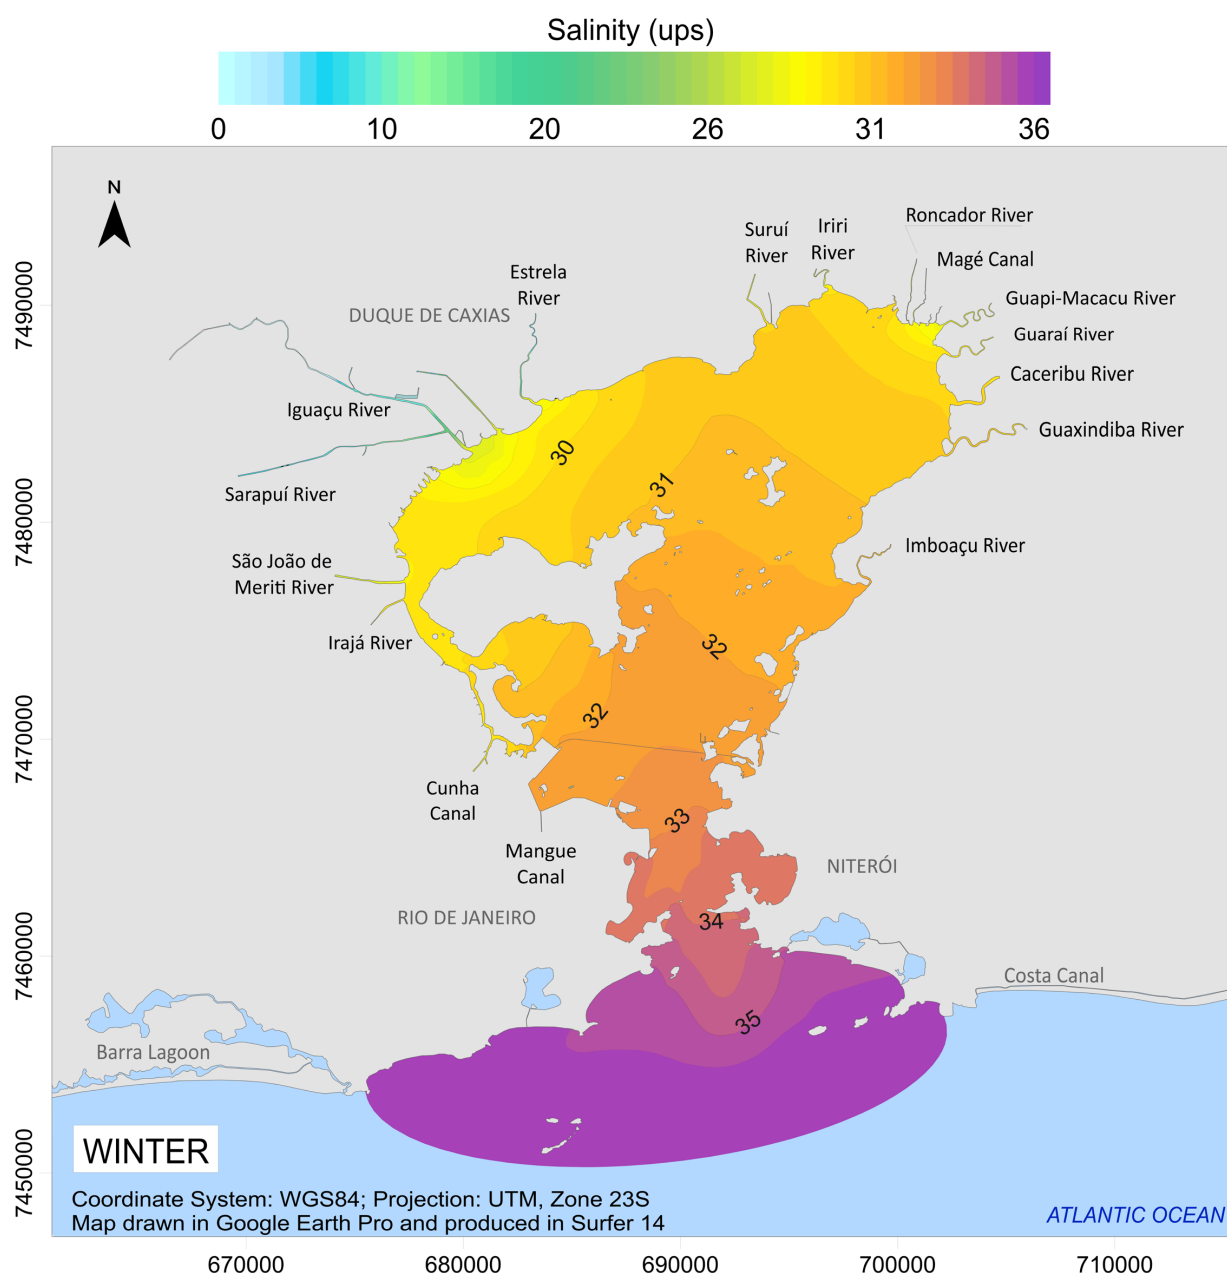 Salinity (ups)
0 10 20 26 31 36
N
Roncador River
Suruí
River
Iriri
River
Magé Canal
Estrela
River
Guapi-Macacu River
DUQUE DE CAXIAS
Guaraí River
Caceribu River
Iguaçu River
Guaxindiba River
30
31
Sarapuí River
Imboaçu River
São João de
Meriti River
Irajá River
32
32
Cunha
Canal
33
Mangue
Canal
NITERÓI
RIO DE JANEIRO
34
Costa Canal
35
Barra Lagoon
WINTER
Coordinate System: WGS84; Projection: UTM, Zone 23S
Map drawn in Google Earth Pro and produced in Surfer 14
ATLANTIC OCEAN
7490000
7480000
7470000
7460000
7450000
670000 680000 690000 700000 710000